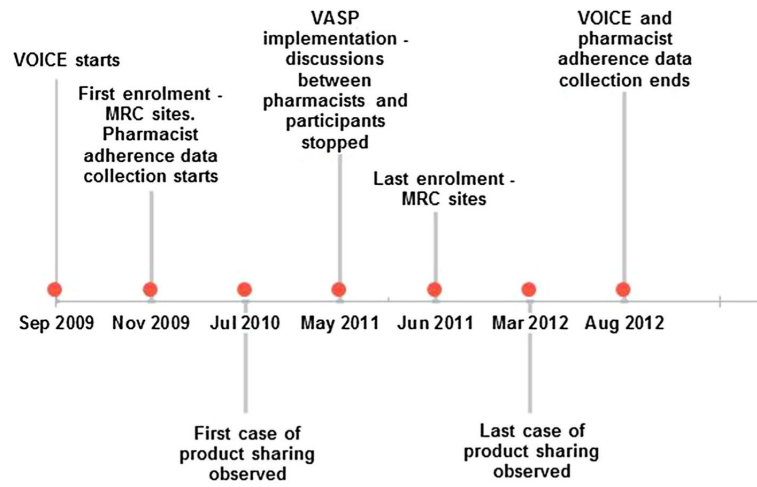 VOICE starts
First enrolment -
MRC sites.
Pharmacist
adherence data
collection starts
VASP
implementation -
discussions
between
pharmacists and
participants
stopped
Last enrolment -
MRC sites
VOICE and
pharmacist
adherence data
collection ends
Sep 2009 Nov 2009 Jul 2010 May 2011 Jun 2011 Mar 2012 Aug 2012
First case of
product sharing
observed
Last case of
product sharing
observed